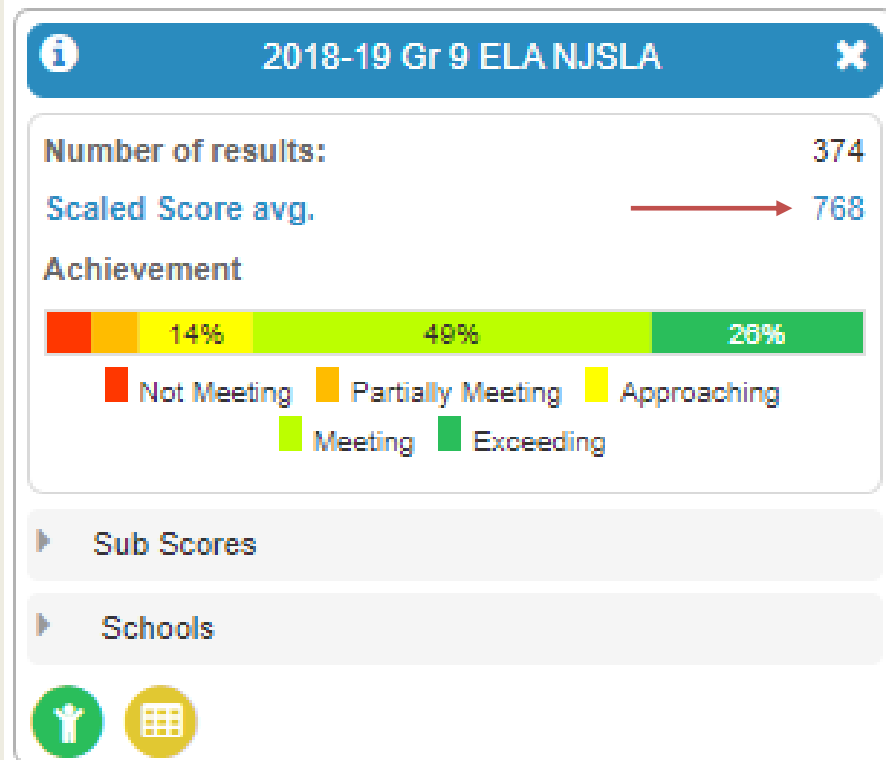 2018-19 Gr 9 ELA NJSLA
Number of results: 374
Scaled Score avg. 768
Achievement
14% 49% 26%
Not Meeting Partially Meeting Approaching
Meeting Exceeding
Sub Scores
Schools